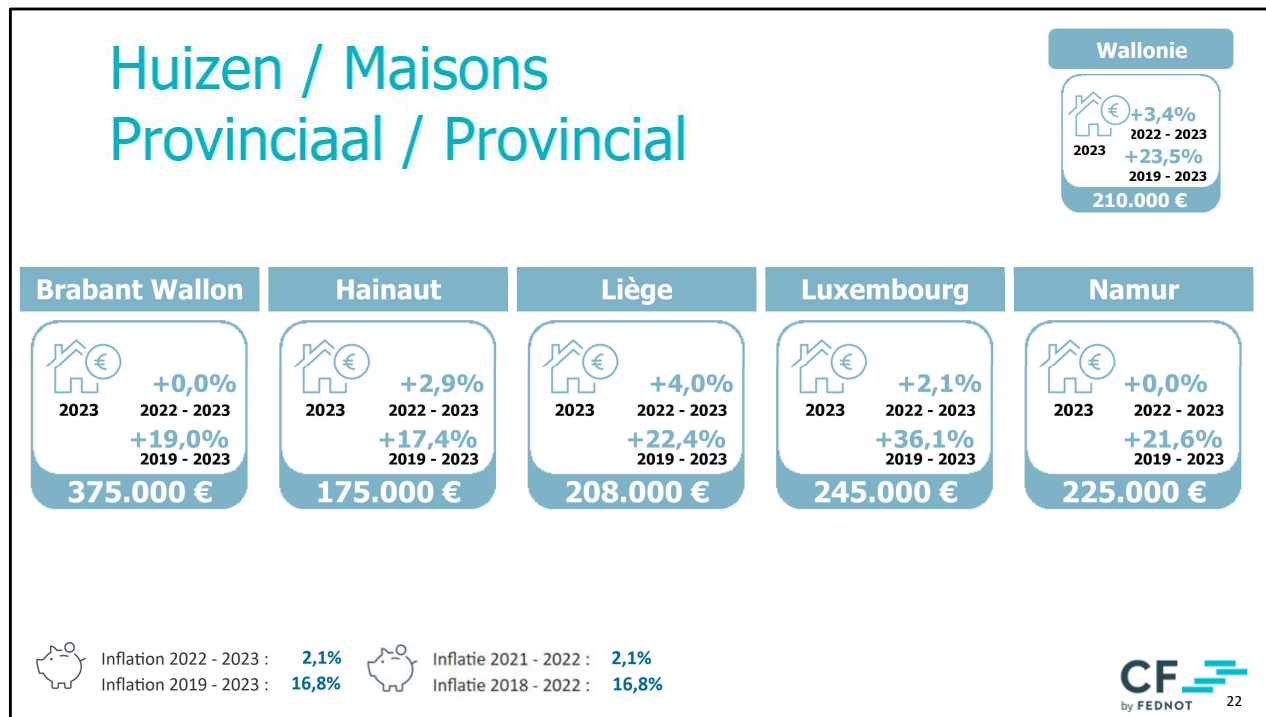 Huizen / Maisons
Provinciaal / Provincial
Wallonie
€
+3,4%
2022 - 2023
2023
+23,5%
2019 - 2023
210.000 €
Brabant Wallon
€
+0,0%
2023
2022 - 2023
+19,0%
2019 - 2023
375.000 €
Hainaut
€
+2,9%
2023
2022 - 2023
+17,4%
2019 - 2023
175.000 €
Liège
€
+4,0%
2023
2022 - 2023
+22,4%
2019 - 2023
208.000 €
Luxembourg
€
+2,1%
2023
2022 - 2023
+36,1%
2019 - 2023
245.000 €
Namur
€
+0,0%
2023
2022 - 2023
+21,6%
2019 - 2023
225.000 €
Inflation 2022 - 2023 : 2,1%
Inflation 2019 - 2023 : 16,8%
Inflatie 2021 - 2022 : 2,1%
Inflatie 2018 - 2022 : 16,8%
CF
by FEDNOT
22